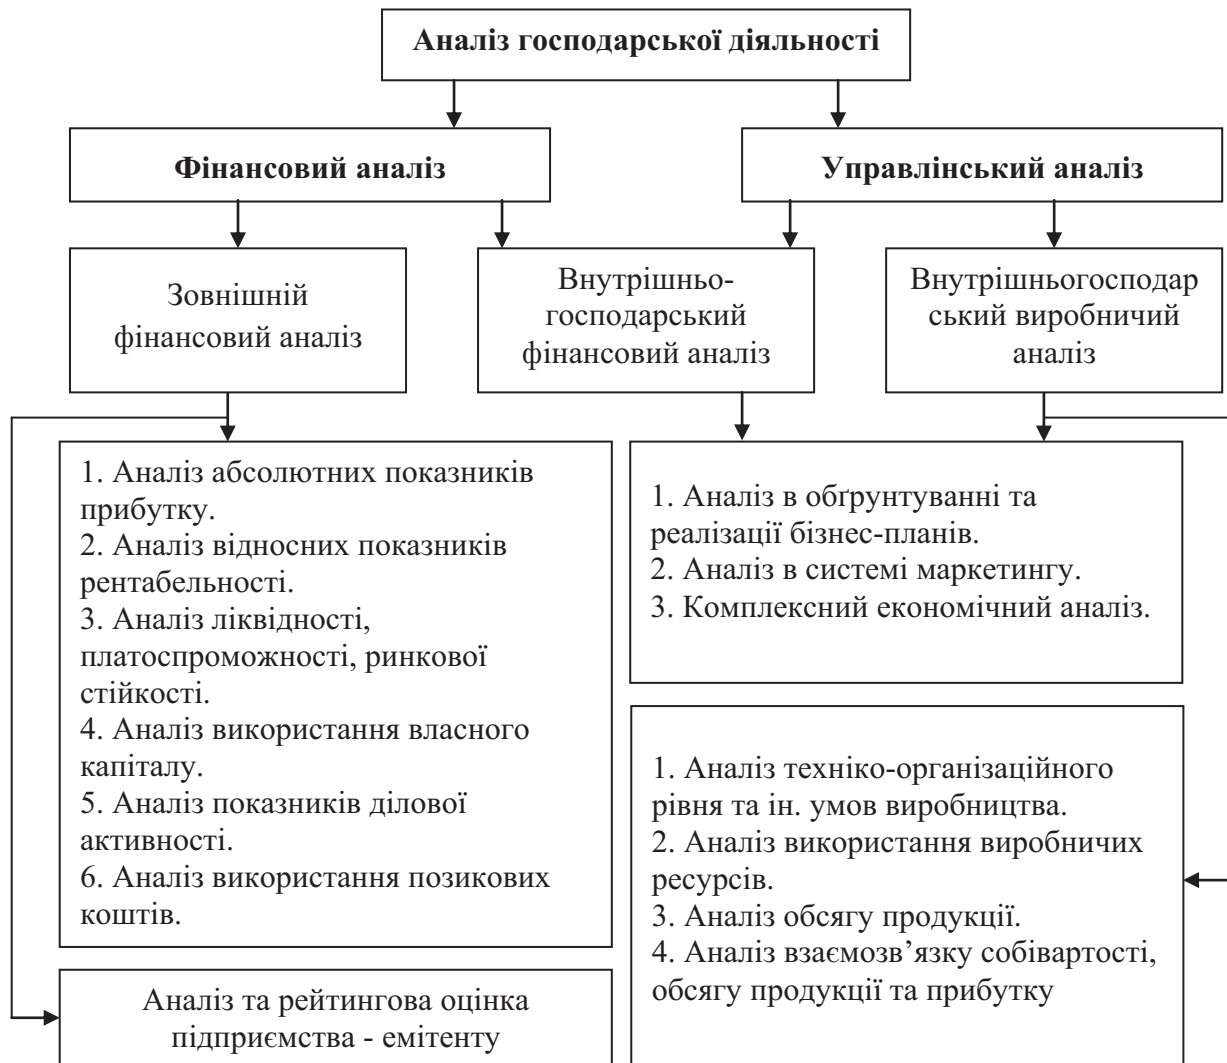 Аналіз господарської діяльності
Фінансовий аналіз
Управлінський аналіз
Зовнішній
фінансовий аналіз
Внутрішньо-
господарський
фінансовий аналіз
Внутрішньогосподар
ський виробничий
аналіз
1. Аналіз абсолютних показників
прибутку.
2. Аналіз відносних показників
рентабельності.
3. Аналіз ліквідності,
платоспроможності, ринкової
стійкості.
4. Аналіз використання власного
капіталу.
5. Аналіз показників ділової
активності.
6. Аналіз використання позикових
коштів.
1. Аналіз в обґрунтуванні та
реалізації бізнес-планів.
2. Аналіз в системі маркетингу.
3. Комплексний економічний аналіз.
1. Аналіз техніко-організаційного
рівня та ін. умов виробництва.
2. Аналіз використання виробничих
ресурсів.
3. Аналіз обсягу продукції.
4. Аналіз взаємозв’язку собівартості,
обсягу продукції та прибутку
Аналіз та рейтингова оцінка
підприємства - емітенту